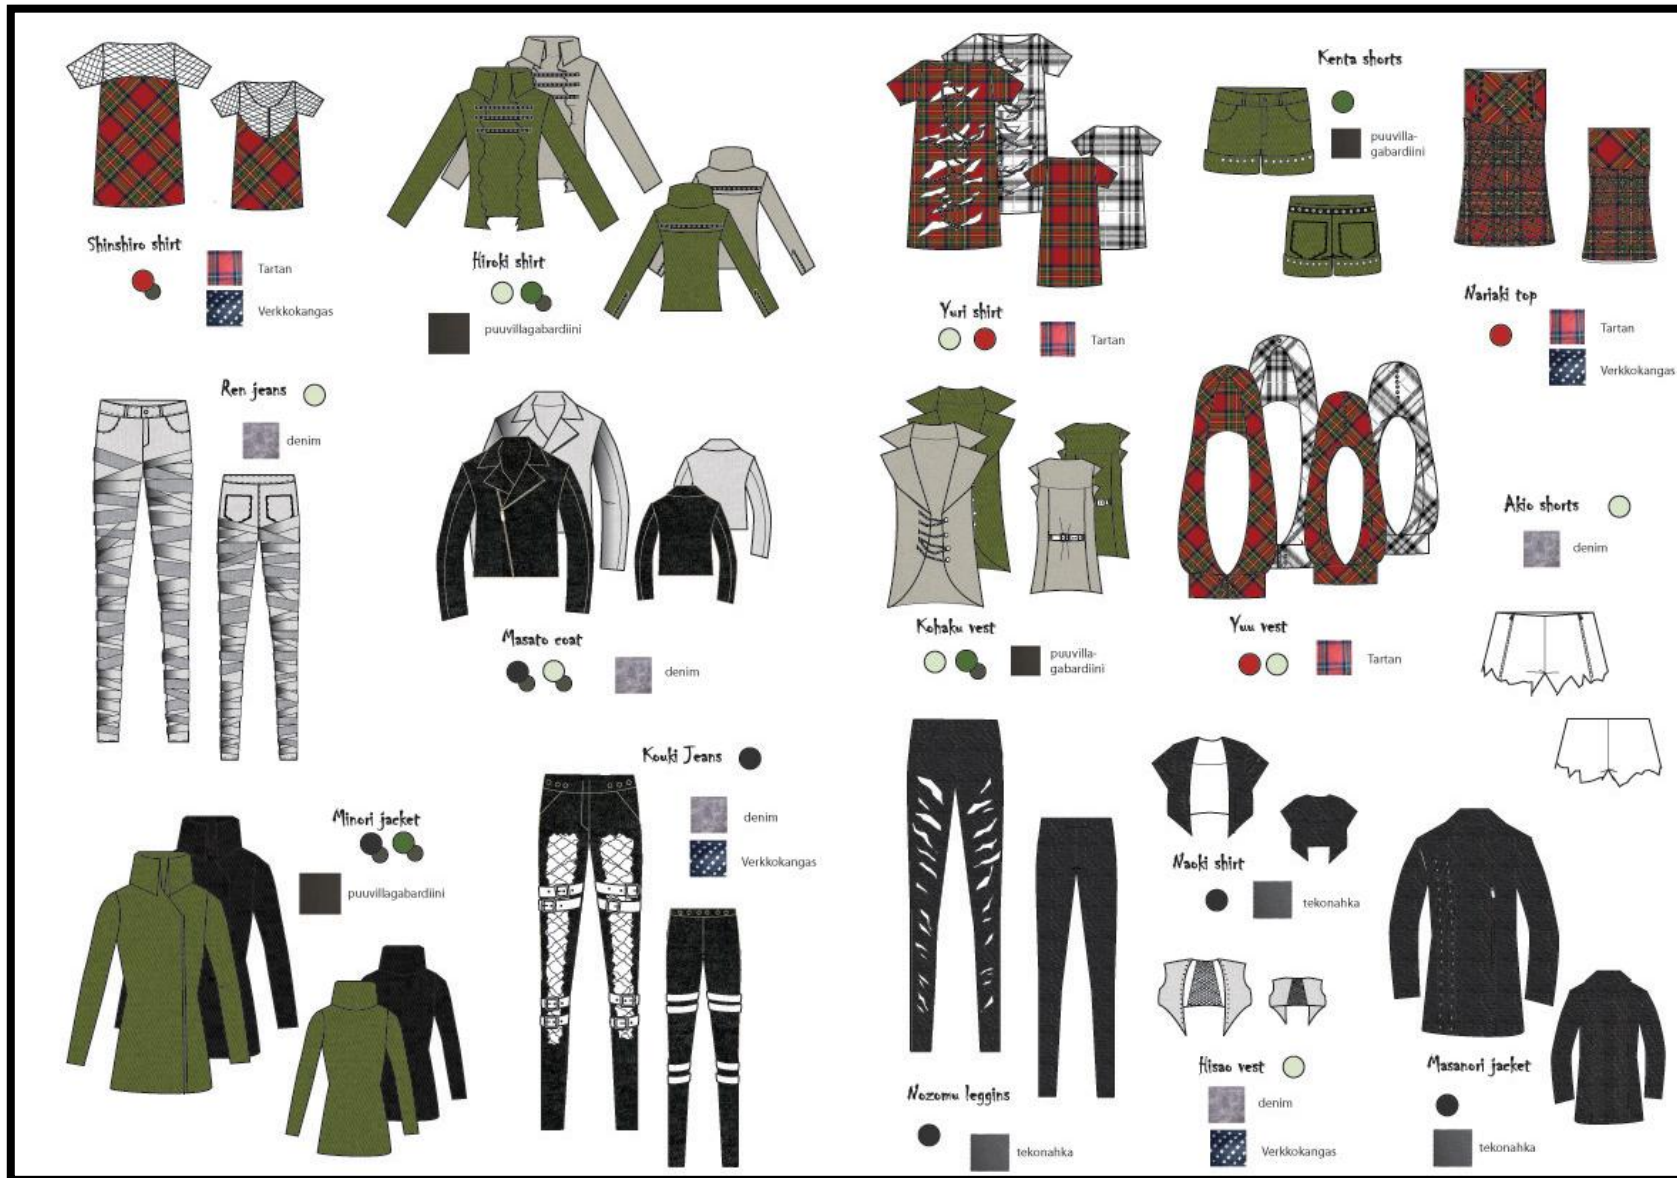 Shinshiro shirt
Tartan
Verkkokangas
Hiroki shirt
puuvillagabardiini
Yuri shirt
Tartan
Kenta shorts
puuvilla-
gabardiini
Nariaki top
Tartan
Verkkokangas
Ren jeans
denim
Masato coat
denim
Kohaku vest
puuvilla-
gabardiini
Yuu vest
Tartan
Akio shorts
denim
Minori jacket
puuvillagabardiini
Kouki Jeans
denim
Verkkokangas
Nozomu leggins
tekonahka
Naoki shirt
tekonahka
Hisao vest
denim
Verkkokangas
Masanori jacket
tekonahka